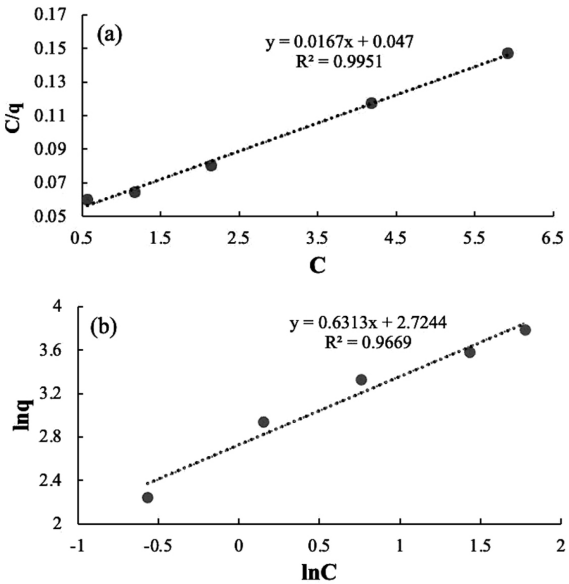 (a)
y = 0.0167x + 0.047
R² = 0.9951
C/q
0.17
0.15
0.13
0.11
0.09
0.07
0.05
0.5 1.5 2.5 3.5 4.5 5.5 6.5
C
(b)
y = 0.6313x + 2.7244
R² = 0.9669
lnq
4
3.6
3.2
2.8
2.4
2
-1 -0.5 0 0.5 1 1.5 2
lnC